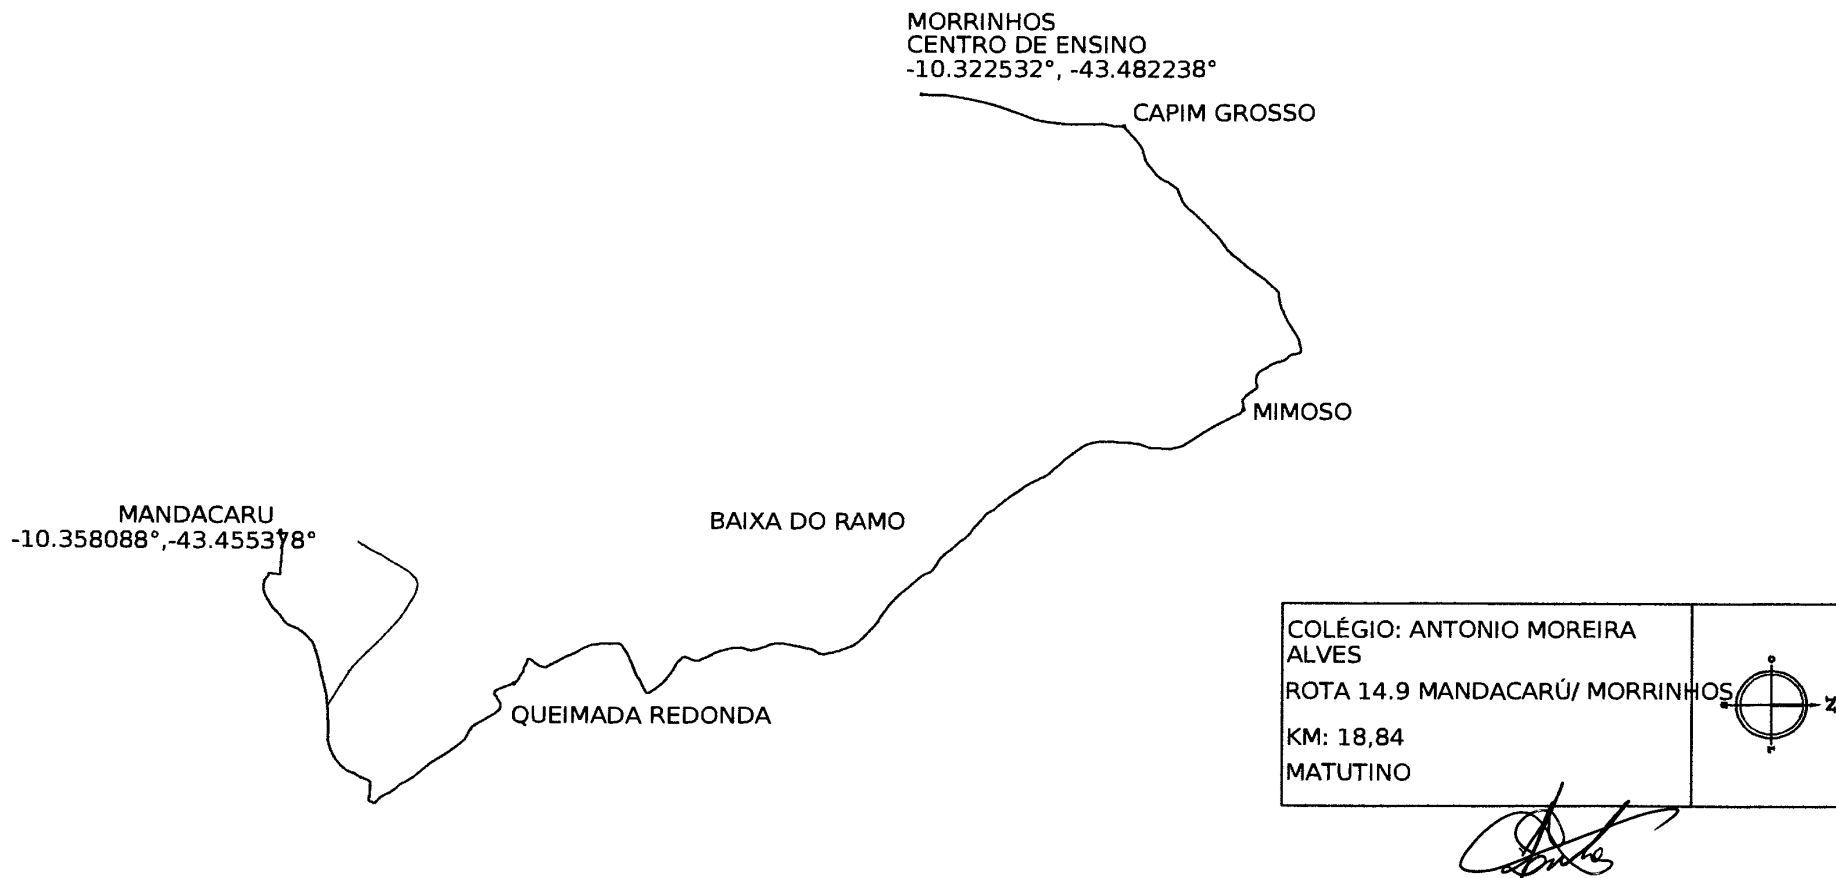 MORRINHOS
CENTRO DE ENSINO
-10.322532°, -43.482238°
CAPIM GROSSO
MIMOSO
MANDACARU
-10.358088°,-43.455378°
BAIXA DO RAMO
QUEIMADA REDONDA
COLÉGIO: ANTONIO MOREIRA
ALVES
ROTA 14.9 MANDACARÚ/ MORRINHOS
KM: 18,84
MATUTINO
O
N